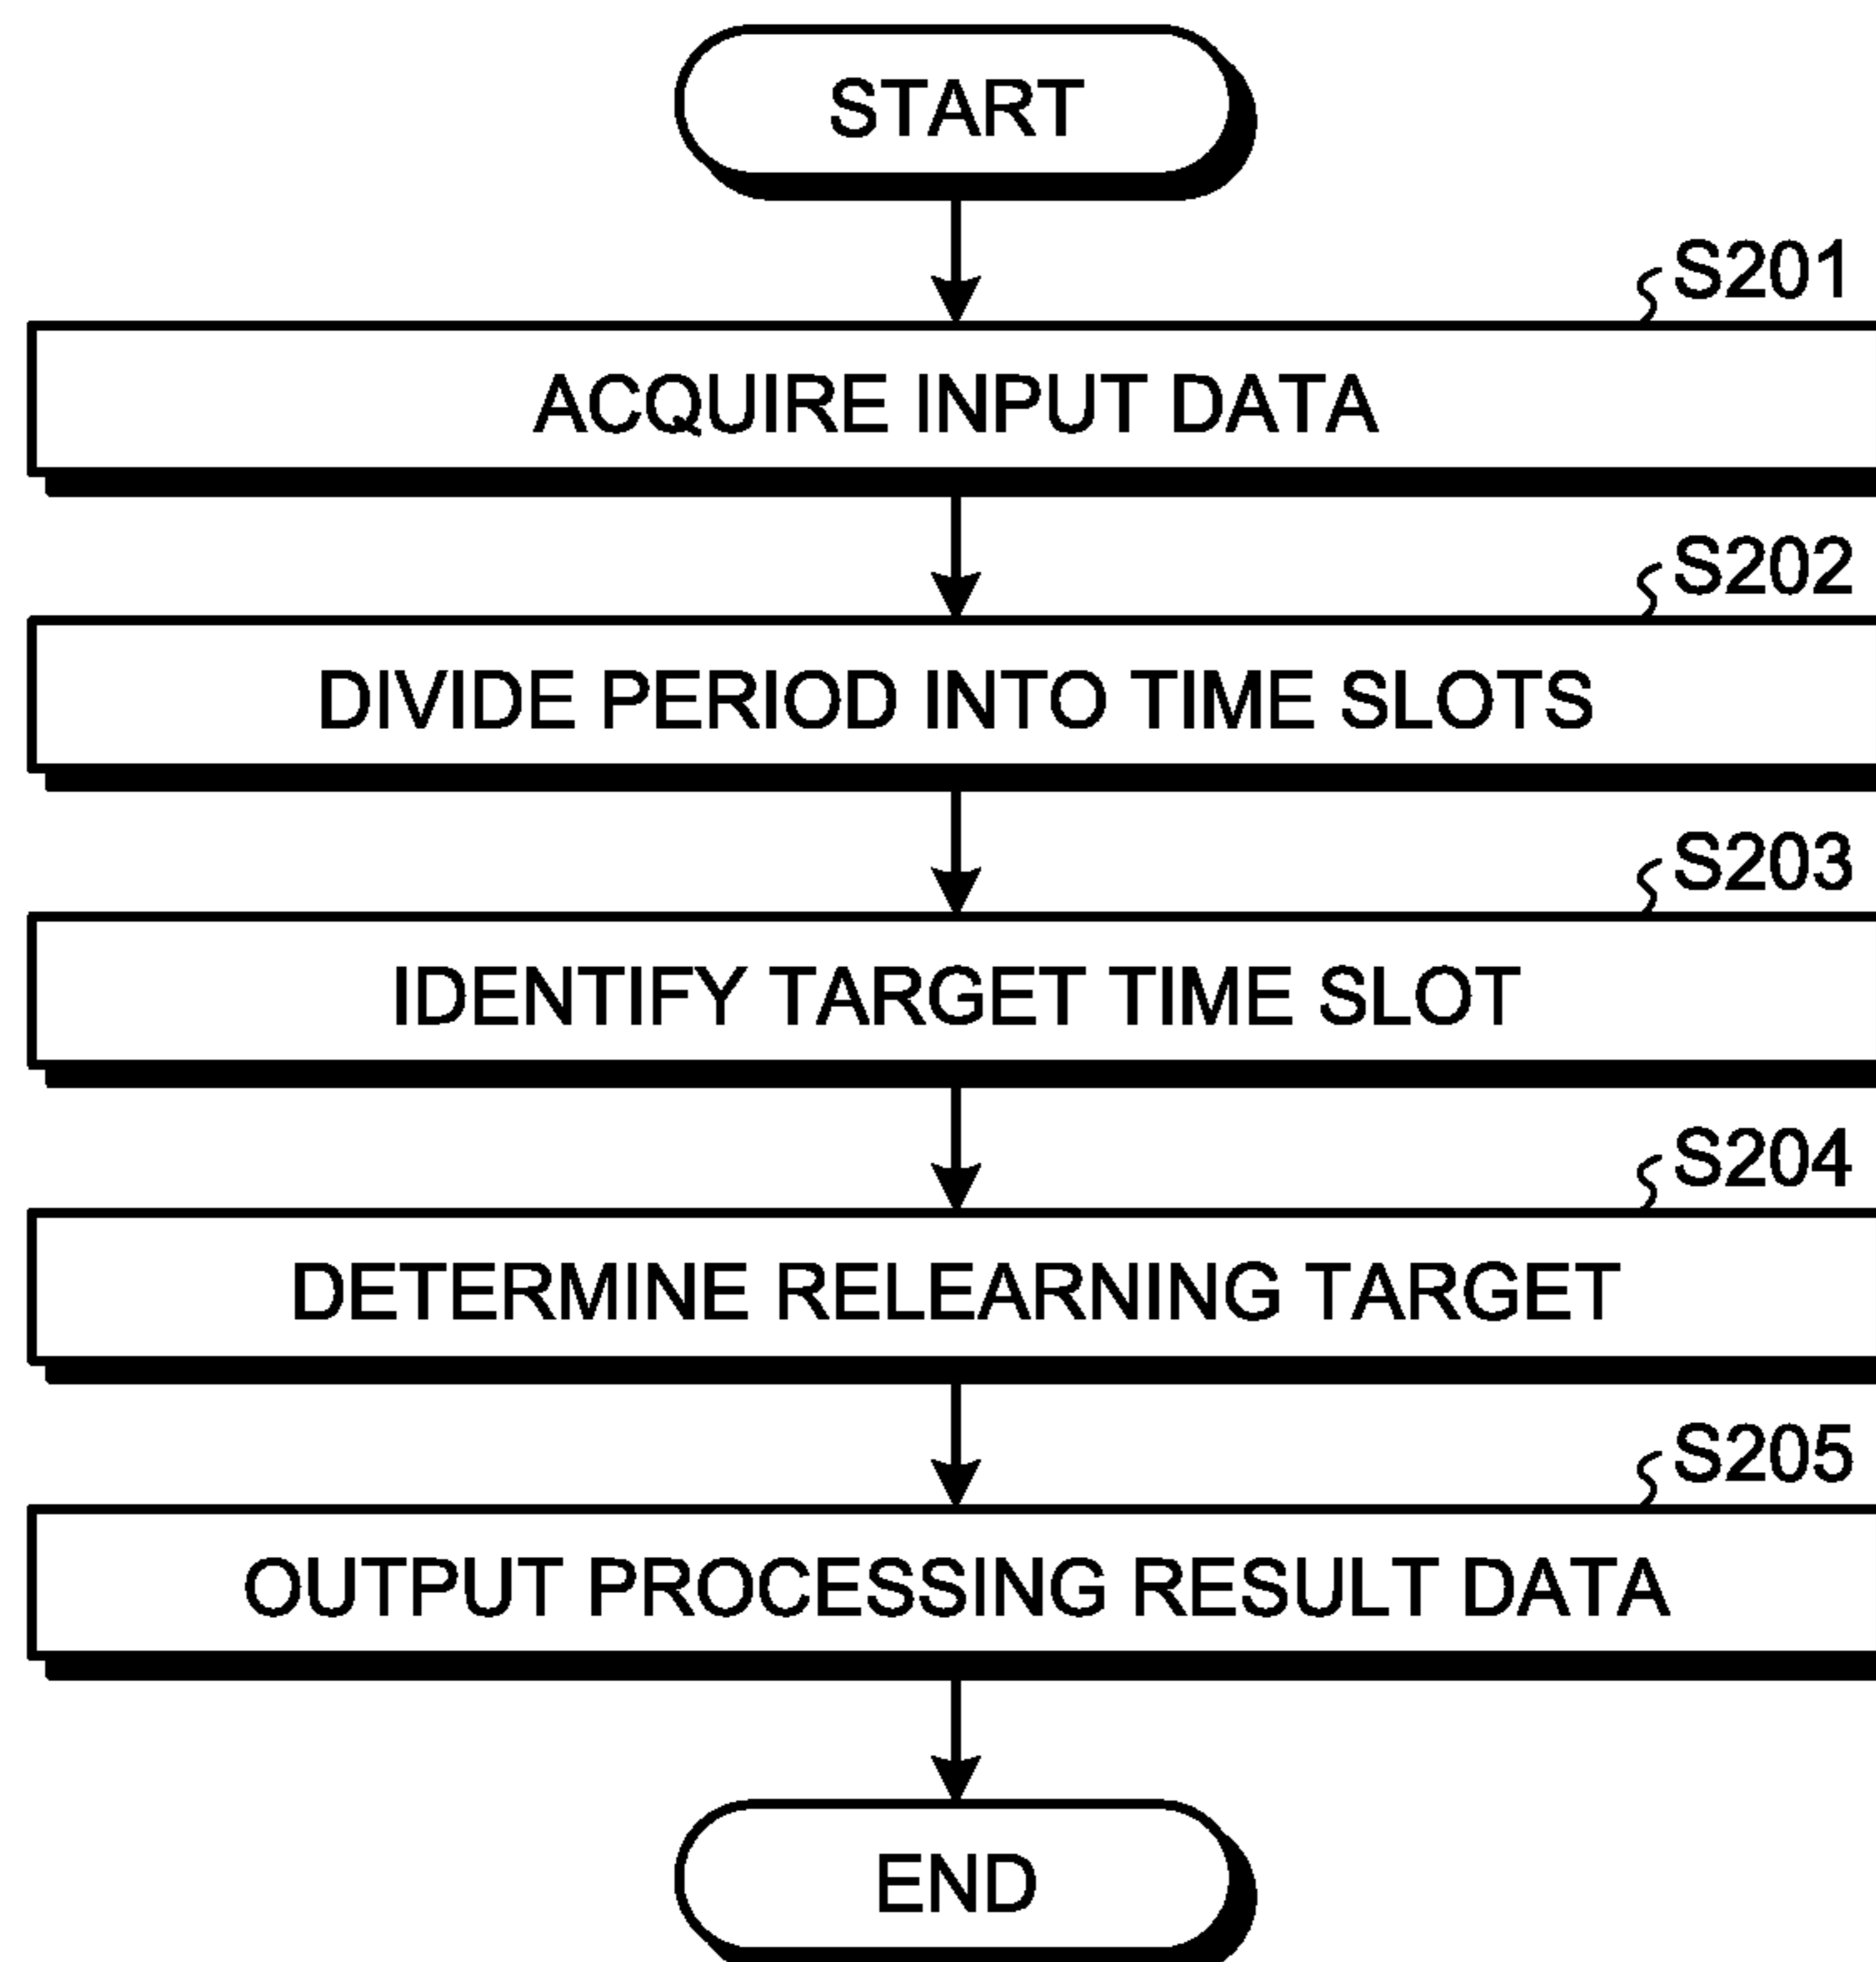 START
S201
ACQUIRE INPUT DATA
S202
DIVIDE PERIOD INTO TIME SLOTS
S203
IDENTIFY TARGET TIME SLOT
S204
DETERMINE RELEARNING TARGET
S205
OUTPUT PROCESSING RESULT DATA
END